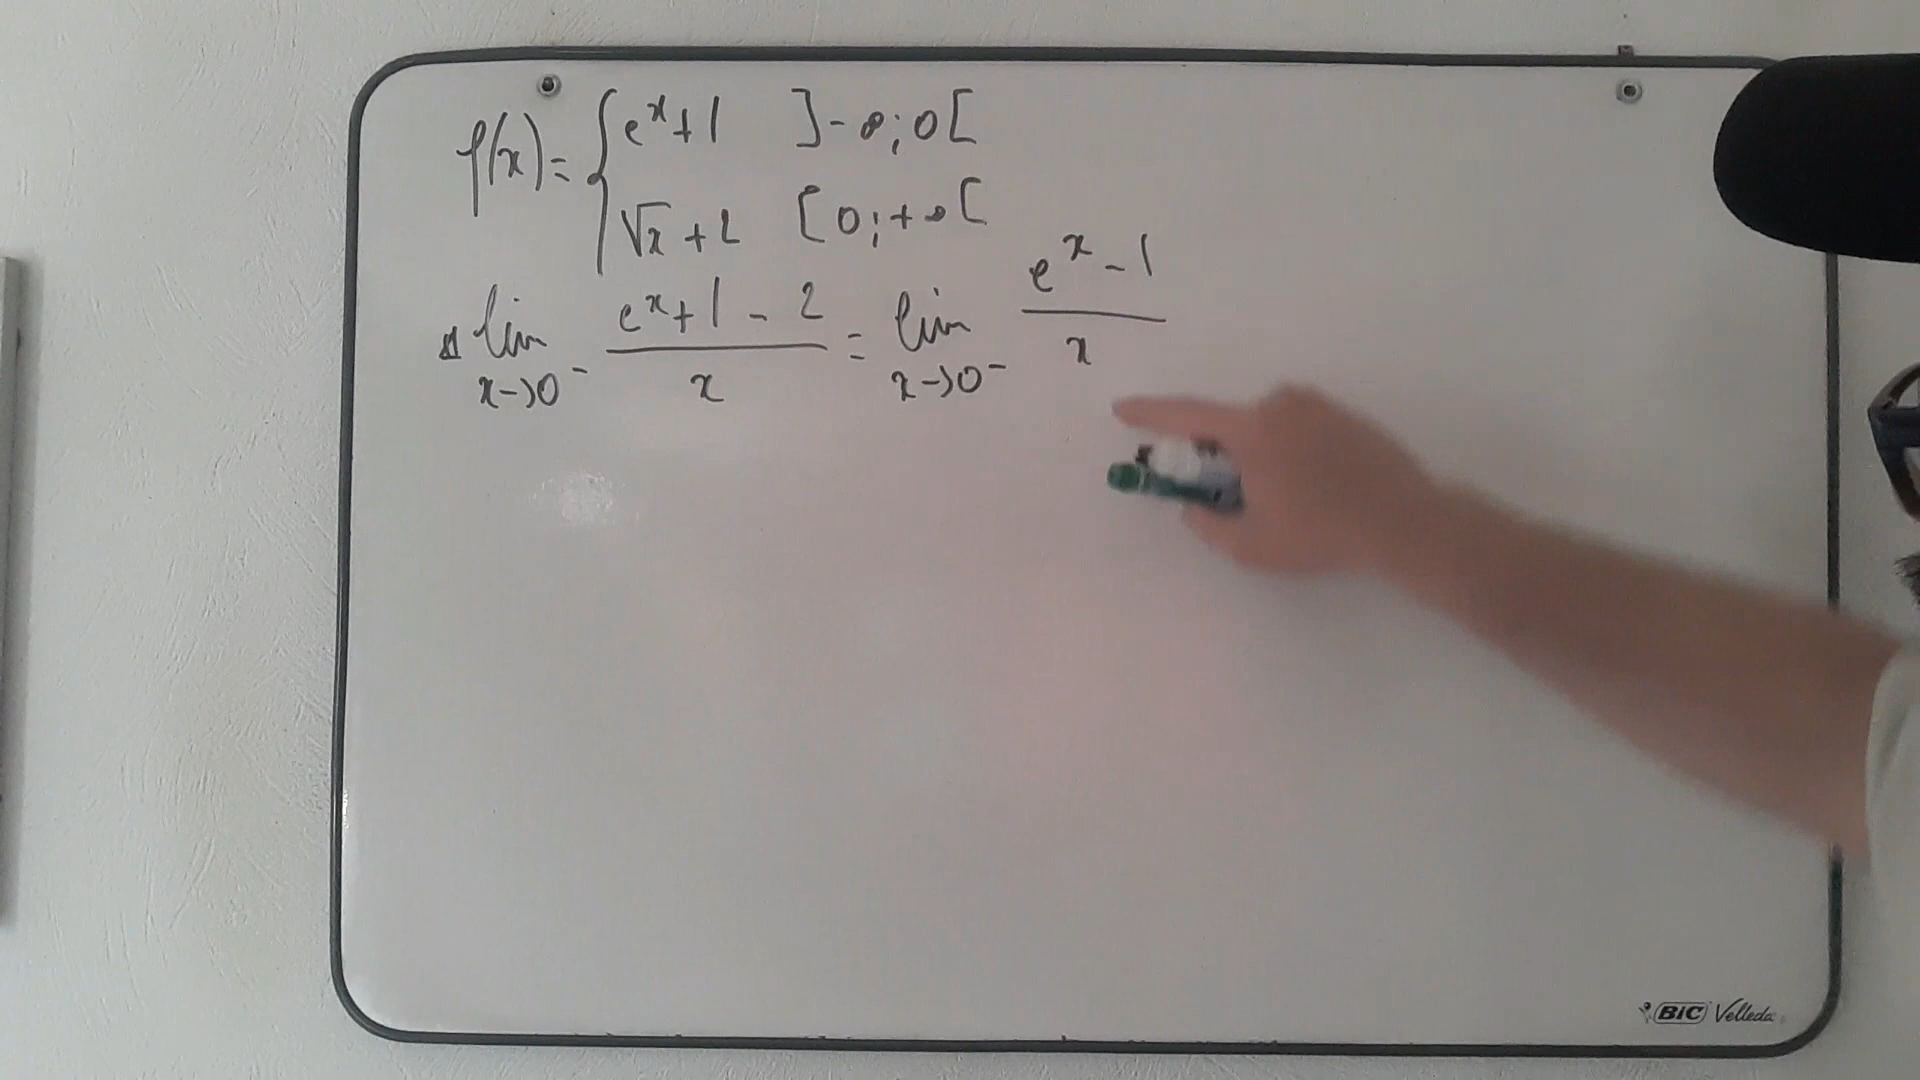 f(x) = { e^x + 1 ]-∞; 0[
√x + 2 [0; +∞[
lim x→0⁻ (e^x + 1 - 2)/x = lim x→0⁻ (e^x - 1)/x
BIC Velleda